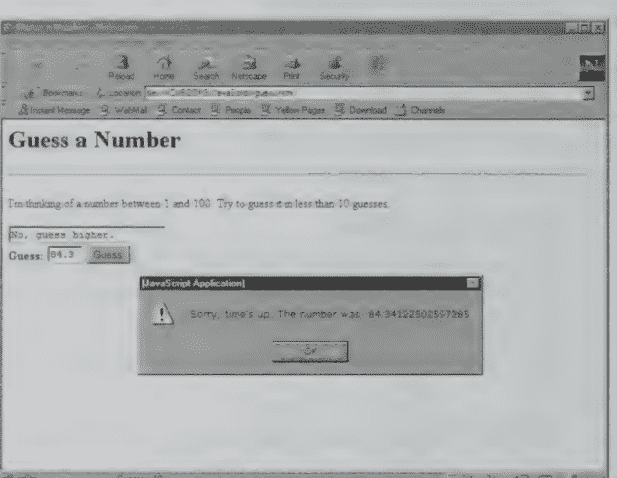 Reload Home Search Netscape Print Security
Bookmarks Location
Instant Message WebMail Contact People Yellow Pages Download Channels
Guess a Number
I'm thinking of a number between 1 and 100. Try to guess it in less than 10 guesses.
No, guess higher.
Guess: 84.3 Guess
[JavaScript Application]
Sorry, time's up. The number was
OK